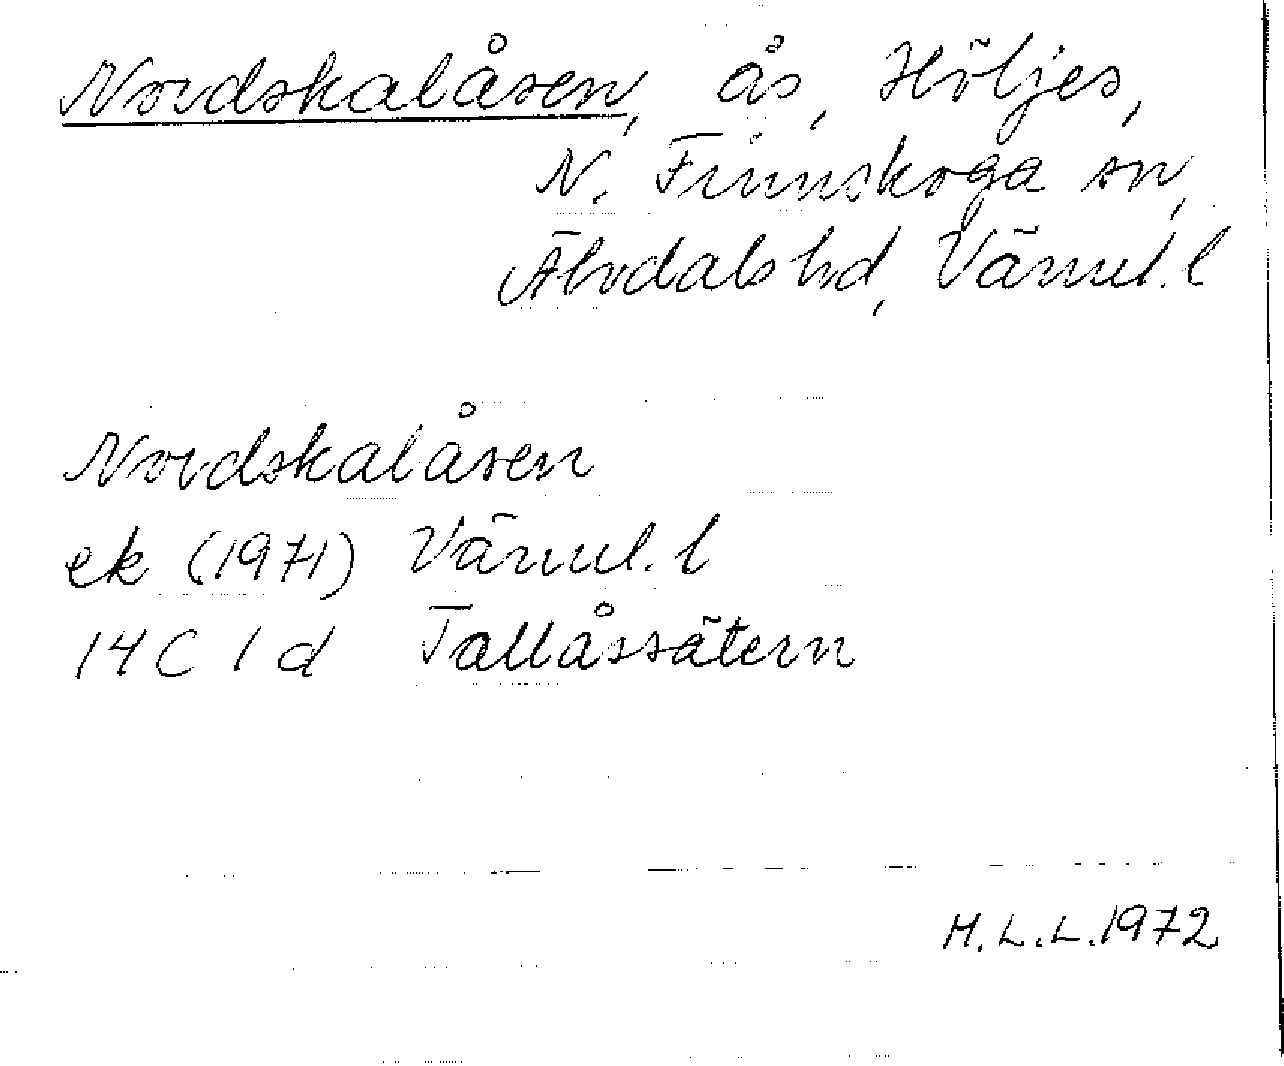 Nordskalåsen, ås, Höljes,
N. Finnskoga sn,
Älvdals hd, Värml. l
Nordskalåsen
ek (1971) Värml. l
14C 1d Tallåssätern
M.L.L. 1972